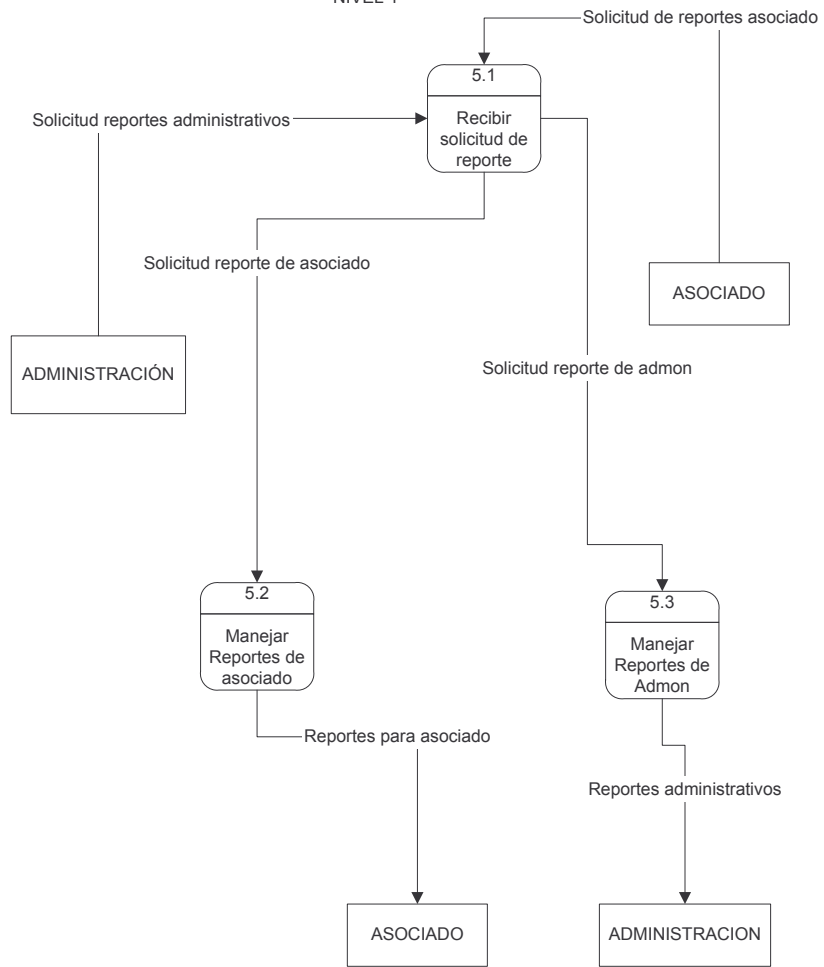 NIVEL 1
Solicitud de reportes asociado
5.1
Recibir
solicitud de
reporte
Solicitud reportes administrativos
Solicitud reporte de asociado
ASOCIADO
ADMINISTRACIÓN
Solicitud reporte de admon
5.2
Manejar
Reportes de
asociado
5.3
Manejar
Reportes de
Admon
Reportes para asociado
Reportes administrativos
ASOCIADO
ADMINISTRACION